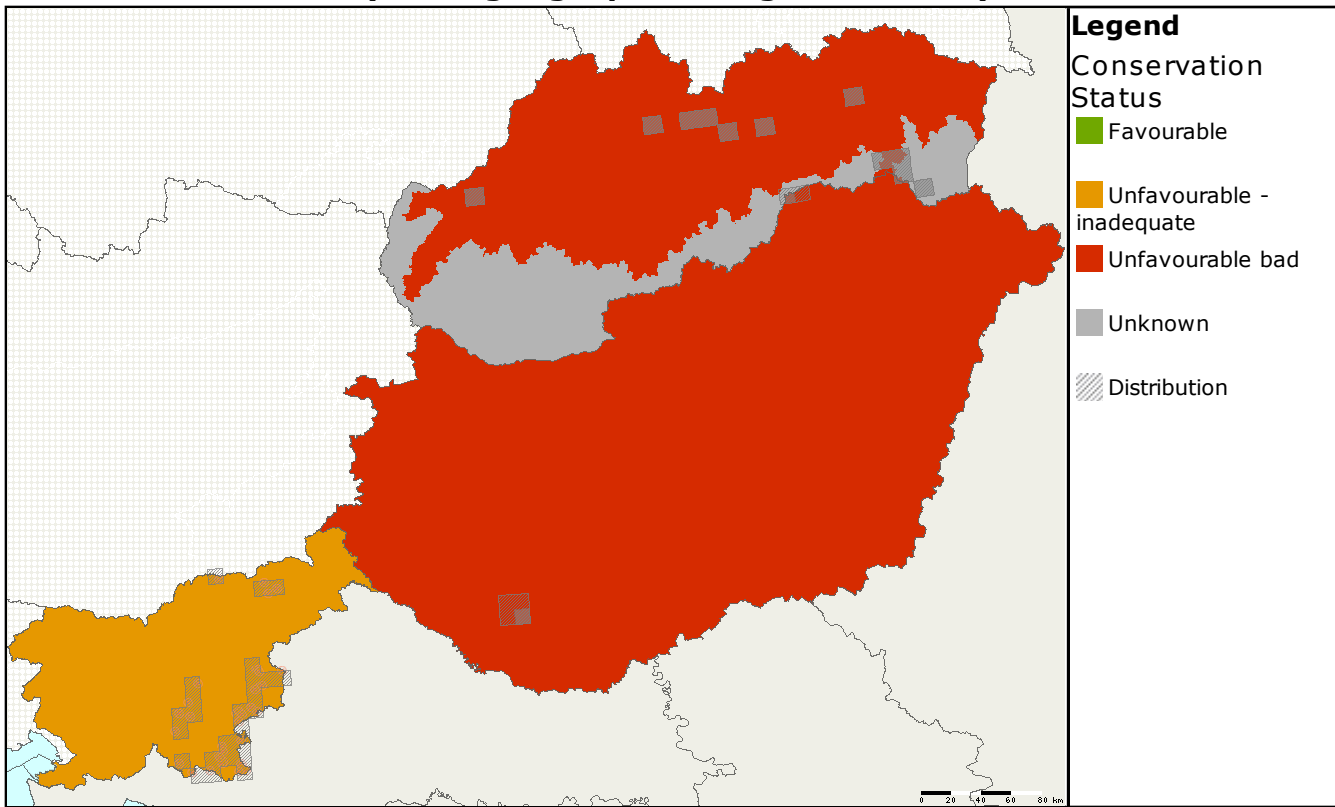 Legend
Conservation
Status
Favourable
Unfavourable -
inadequate
Unfavourable bad
Unknown
Distribution
0 20 40 60 80 km